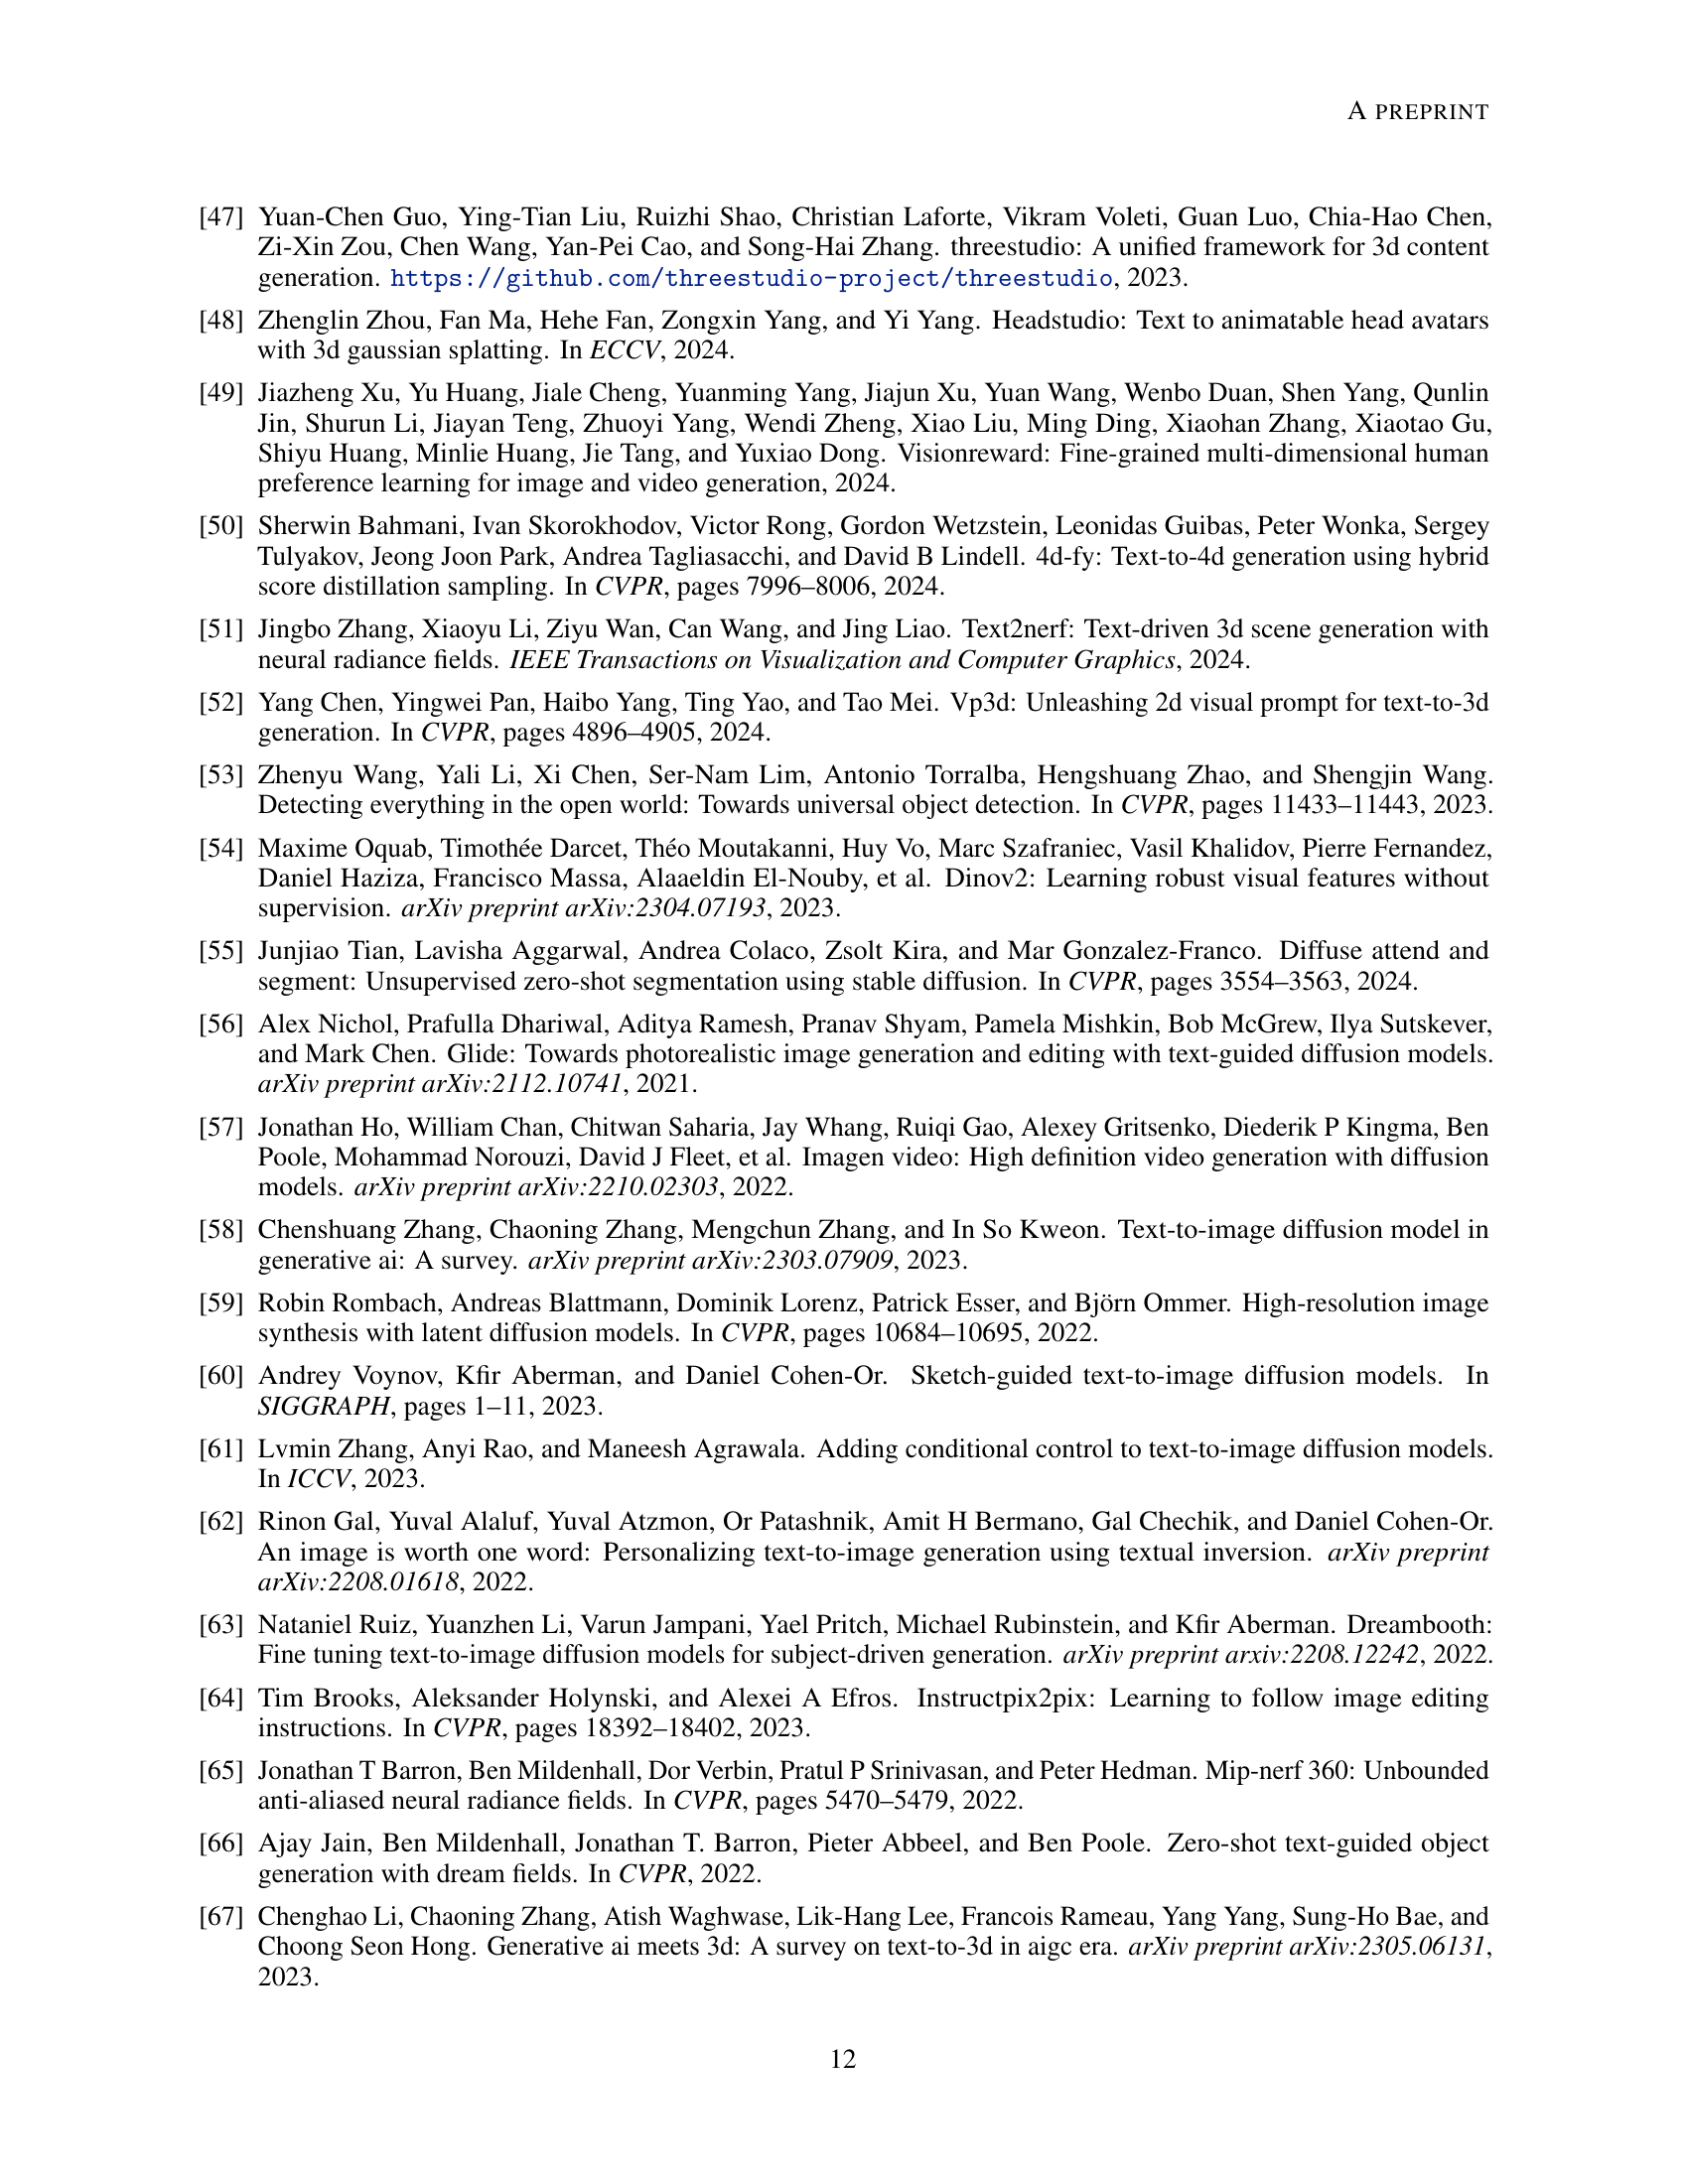 A PREPRINT
[47] Yuan-Chen Guo, Ying-Tian Liu, Ruizhi Shao, Christian Laforte, Vikram Voleti, Guan Luo, Chia-Hao Chen,
Zi-Xin Zou, Chen Wang, Yan-Pei Cao, and Song-Hai Zhang. threestudio: A unified framework for 3d content
generation. https://github.com/threestudio-project/threestudio, 2023.
[48] Zhenglin Zhou, Fan Ma, Hehe Fan, Zongxin Yang, and Yi Yang. Headstudio: Text to animatable head avatars
with 3d gaussian splatting. In ECCV, 2024.
[49] Jiazheng Xu, Yu Huang, Jiale Cheng, Yuanming Yang, Jiajun Xu, Yuan Wang, Wenbo Duan, Shen Yang, Qunlin
Jin, Shurun Li, Jiayan Teng, Zhuoyi Yang, Wendi Zheng, Xiao Liu, Ming Ding, Xiaohan Zhang, Xiaotao Gu,
Shiyu Huang, Minlie Huang, Jie Tang, and Yuxiao Dong. Visionreward: Fine-grained multi-dimensional human
preference learning for image and video generation, 2024.
[50] Sherwin Bahmani, Ivan Skorokhodov, Victor Rong, Gordon Wetzstein, Leonidas Guibas, Peter Wonka, Sergey
Tulyakov, Jeong Joon Park, Andrea Tagliasacchi, and David B Lindell. 4d-fy: Text-to-4d generation using hybrid
score distillation sampling. In CVPR, pages 7996–8006, 2024.
[51] Jingbo Zhang, Xiaoyu Li, Ziyu Wan, Can Wang, and Jing Liao. Text2nerf: Text-driven 3d scene generation with
neural radiance fields. IEEE Transactions on Visualization and Computer Graphics, 2024.
[52] Yang Chen, Yingwei Pan, Haibo Yang, Ting Yao, and Tao Mei. Vp3d: Unleashing 2d visual prompt for text-to-3d
generation. In CVPR, pages 4896–4905, 2024.
[53] Zhenyu Wang, Yali Li, Xi Chen, Ser-Nam Lim, Antonio Torralba, Hengshuang Zhao, and Shengjin Wang.
Detecting everything in the open world: Towards universal object detection. In CVPR, pages 11433–11443, 2023.
[54] Maxime Oquab, Timothée Darcet, Théo Moutakanni, Huy Vo, Marc Szafraniec, Vasil Khalidov, Pierre Fernandez,
Daniel Haziza, Francisco Massa, Alaaeldin El-Nouby, et al. Dinov2: Learning robust visual features without
supervision. arXiv preprint arXiv:2304.07193, 2023.
[55] Junjiao Tian, Lavisha Aggarwal, Andrea Colaco, Zsolt Kira, and Mar Gonzalez-Franco. Diffuse attend and
segment: Unsupervised zero-shot segmentation using stable diffusion. In CVPR, pages 3554–3563, 2024.
[56] Alex Nichol, Prafulla Dhariwal, Aditya Ramesh, Pranav Shyam, Pamela Mishkin, Bob McGrew, Ilya Sutskever,
and Mark Chen. Glide: Towards photorealistic image generation and editing with text-guided diffusion models.
arXiv preprint arXiv:2112.10741, 2021.
[57] Jonathan Ho, William Chan, Chitwan Saharia, Jay Whang, Ruiqi Gao, Alexey Gritsenko, Diederik P Kingma, Ben
Poole, Mohammad Norouzi, David J Fleet, et al. Imagen video: High definition video generation with diffusion
models. arXiv preprint arXiv:2210.02303, 2022.
[58] Chenshuang Zhang, Chaoning Zhang, Mengchun Zhang, and In So Kweon. Text-to-image diffusion model in
generative ai: A survey. arXiv preprint arXiv:2303.07909, 2023.
[59] Robin Rombach, Andreas Blattmann, Dominik Lorenz, Patrick Esser, and Björn Ommer. High-resolution image
synthesis with latent diffusion models. In CVPR, pages 10684–10695, 2022.
[60] Andrey Voynov, Kfir Aberman, and Daniel Cohen-Or. Sketch-guided text-to-image diffusion models. In
SIGGRAPH, pages 1–11, 2023.
[61] Lvmin Zhang, Anyi Rao, and Maneesh Agrawala. Adding conditional control to text-to-image diffusion models.
In ICCV, 2023.
[62] Rinon Gal, Yuval Alaluf, Yuval Atzmon, Or Patashnik, Amit H Bermano, Gal Chechik, and Daniel Cohen-Or.
An image is worth one word: Personalizing text-to-image generation using textual inversion. arXiv preprint
arXiv:2208.01618, 2022.
[63] Nataniel Ruiz, Yuanzhen Li, Varun Jampani, Yael Pritch, Michael Rubinstein, and Kfir Aberman. Dreambooth:
Fine tuning text-to-image diffusion models for subject-driven generation. arXiv preprint arxiv:2208.12242, 2022.
[64] Tim Brooks, Aleksander Holynski, and Alexei A Efros. Instructpix2pix: Learning to follow image editing
instructions. In CVPR, pages 18392–18402, 2023.
[65] Jonathan T Barron, Ben Mildenhall, Dor Verbin, Pratul P Srinivasan, and Peter Hedman. Mip-nerf 360: Unbounded
anti-aliased neural radiance fields. In CVPR, pages 5470–5479, 2022.
[66] Ajay Jain, Ben Mildenhall, Jonathan T. Barron, Pieter Abbeel, and Ben Poole. Zero-shot text-guided object
generation with dream fields. In CVPR, 2022.
[67] Chenghao Li, Chaoning Zhang, Atish Waghwase, Lik-Hang Lee, Francois Rameau, Yang Yang, Sung-Ho Bae, and
Choong Seon Hong. Generative ai meets 3d: A survey on text-to-3d in aigc era. arXiv preprint arXiv:2305.06131,
2023.
12